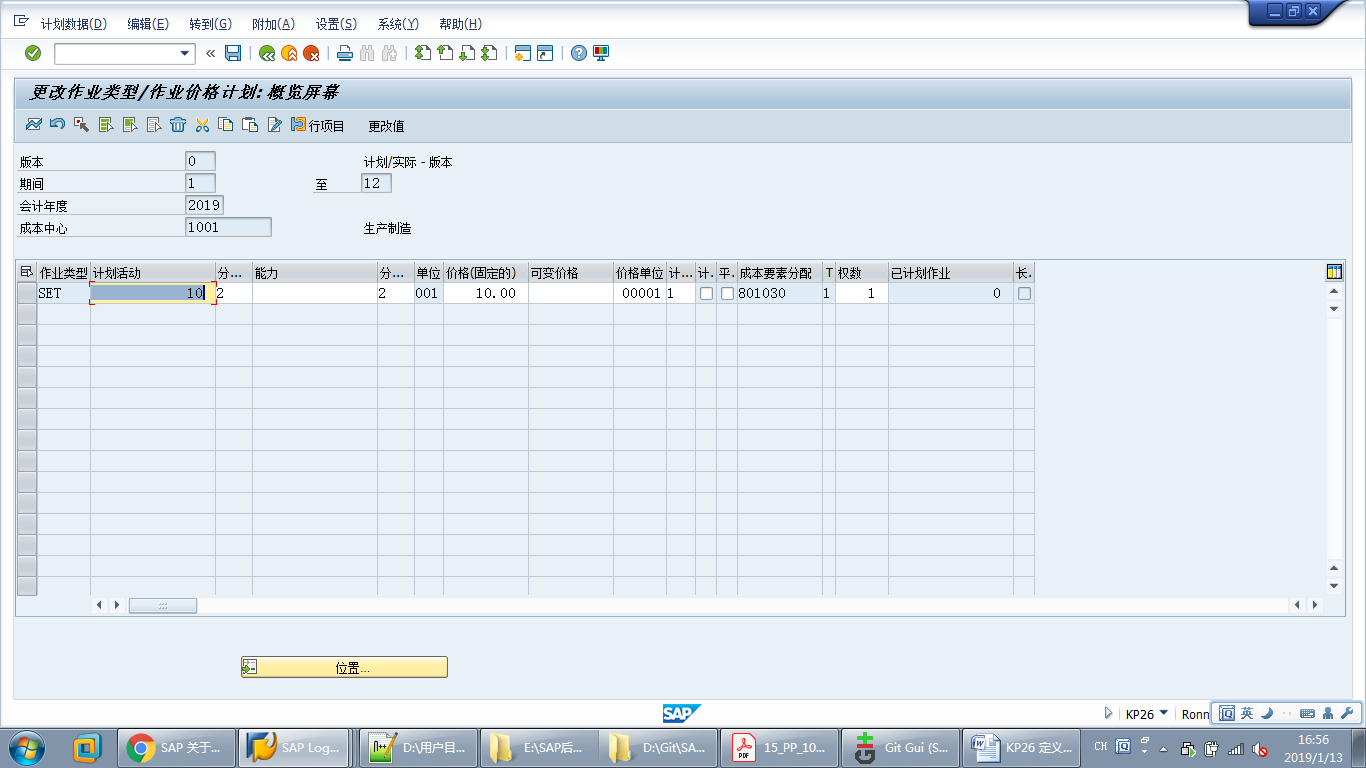 计划数据(D) 编辑(E) 转到(G) 附加(A) 设置(S) 系统(Y) 帮助(H)
更改作业类型/作业价格计划: 概览屏幕
行项目 更改值
版本 0 计划/实际 - 版本
期间 1 至 12
会计年度 2019
成本中心 1001 生产制造
作业类型 计划活动 分... 能力 分... 单位 价格(固定的) 可变价格 价格单位 计... 计. 平. 成本要素分配 T 权数 已计划作业 长.
SET 10 2 2 001 10.00 00001 1 801030 1 1 0
位置...
SAP KP26 Ronn 英
SAP 关于... SAP Log... D:\用户目... E:\SAP后... D:\Git\SA... 15_PP_10... Git Gui (S... KP26 定义... CH 16:56
2019/1/13